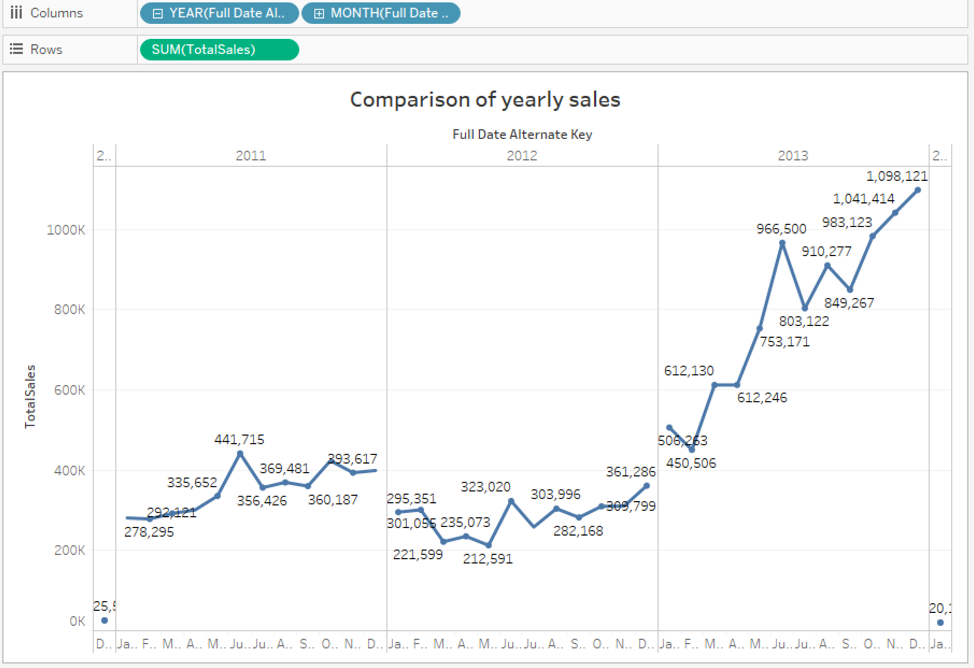 Columns YEAR(Full Date Al.. MONTH(Full Date ..
Rows SUM(TotalSales)
Comparison of yearly sales
Full Date Alternate Key
2.. 2011 2012 2013 2..
1,098,121
1,041,414
966,500 983,123
1000K
910,277
800K
849,267
803,122
753,171
TotalSales
612,130
600K
612,246
441,715
506,263
393,617
450,506
369,481
400K
361,286
335,652
323,020
303,996
356,426 360,187
295,351
292,121
309,799
301,055 235,073
278,295
282,168
221,599 212,591
200K
25,5
20,1
0K
D.. Ja.. F.. M.. A.. M.. Ju.. Ju.. A.. S.. O.. N.. D.. Ja.. F.. M.. A.. M.. Ju.. Ju.. A.. S.. O.. N.. D.. Ja.. F.. M.. A.. M.. Ju.. Ju.. A.. S.. O.. N.. D.. Ja..